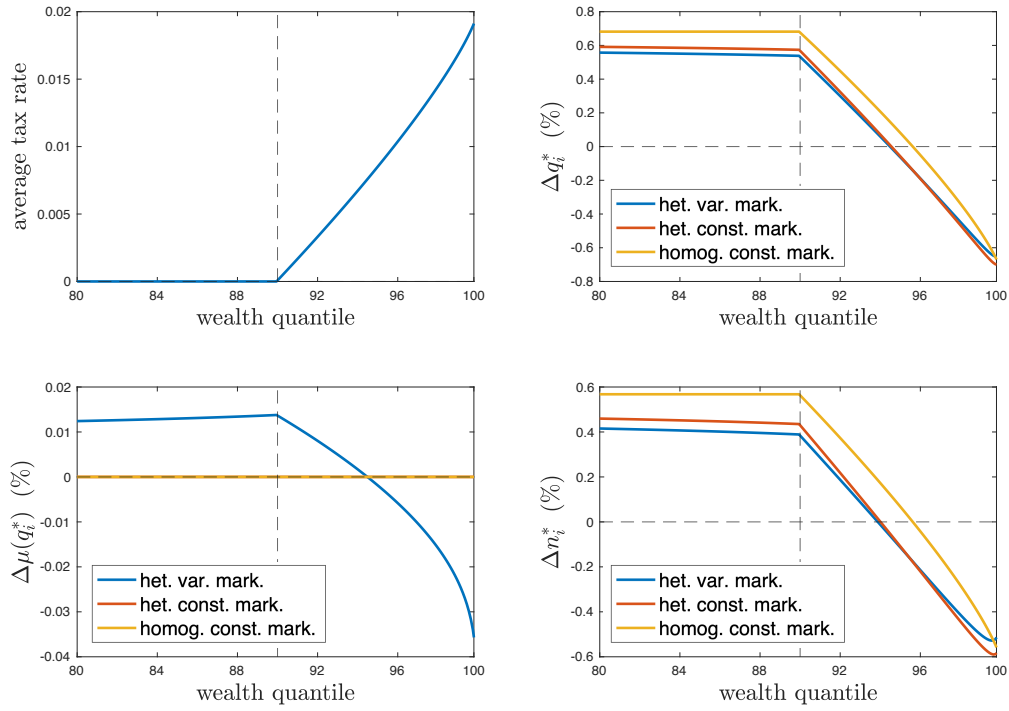 0.02
0.015
0.01
0.005
0
average tax rate
80 84 88 92 96 100
wealth quantile
0.8
0.6
0.4
0.2
0
-0.2
-0.4
-0.6
-0.8
Δq_i^* (%)
het. var. mark.
het. const. mark.
homog. const. mark.
80 84 88 92 96 100
wealth quantile
0.02
0.01
0
-0.01
-0.02
-0.03
-0.04
Δμ(q_i^*) (%)
het. var. mark.
het. const. mark.
homog. const. mark.
80 84 88 92 96 100
wealth quantile
0.6
0.4
0.2
0
-0.2
-0.4
-0.6
Δn_i^* (%)
het. var. mark.
het. const. mark.
homog. const. mark.
80 84 88 92 96 100
wealth quantile